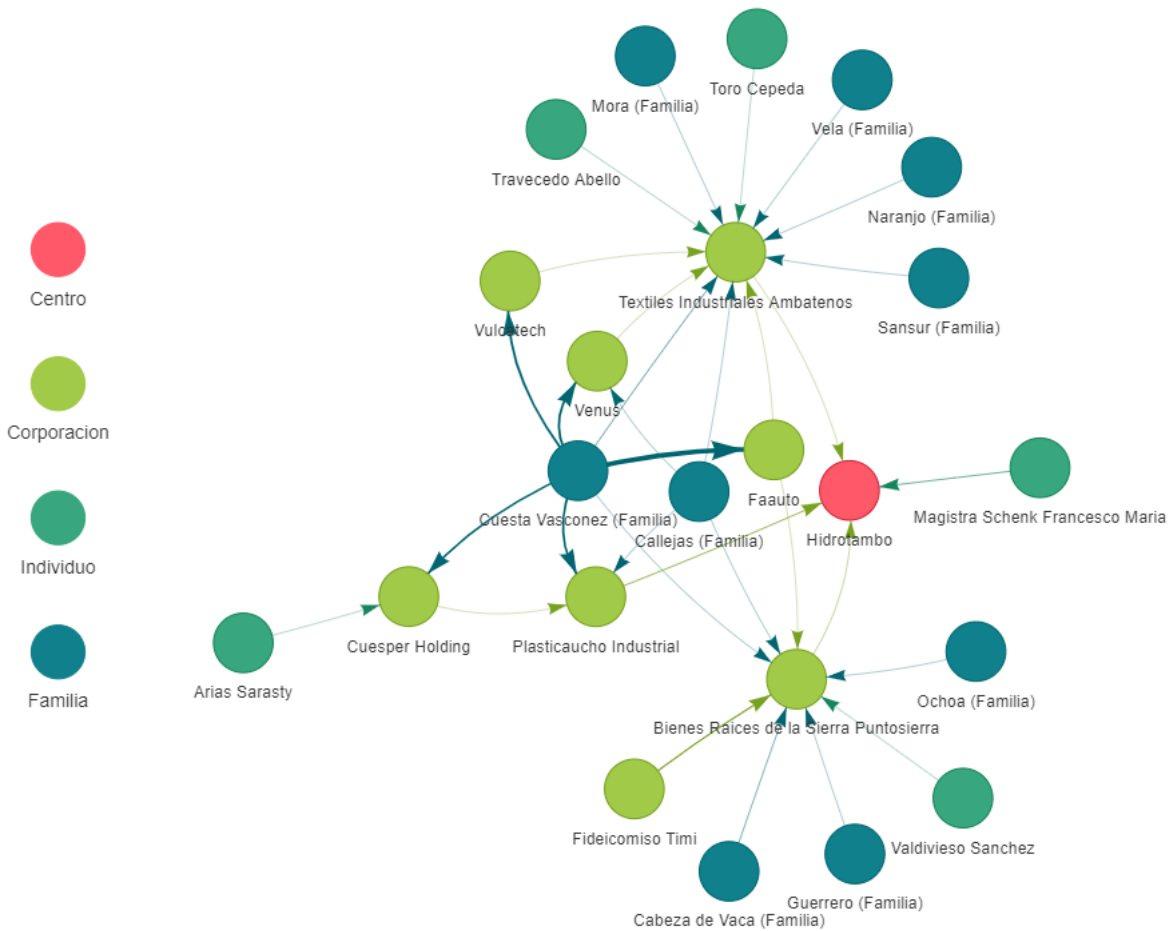 Centro
Corporacion
Individuo
Familia
Mora (Familia)
Toro Cepeda
Vela (Familia)
Travecedo Abello
Naranjo (Familia)
Textiles Industriales Ambatenos
Sansur (Familia)
Venus
Cuesta Vasconez (Familia)
Callejas (Familia)
Faauto
Hidrotambo
Magistra Schenk Francesco Maria
Cuesper Holding
Plasticaucho Industrial
Arias Sarasty
Ochoa (Familia)
Bienes Raices de la Sierra Puntosierra
Fideicomiso Timi
Valdivieso Sanchez
Guerrero (Familia)
Cabeza de Vaca (Familia)